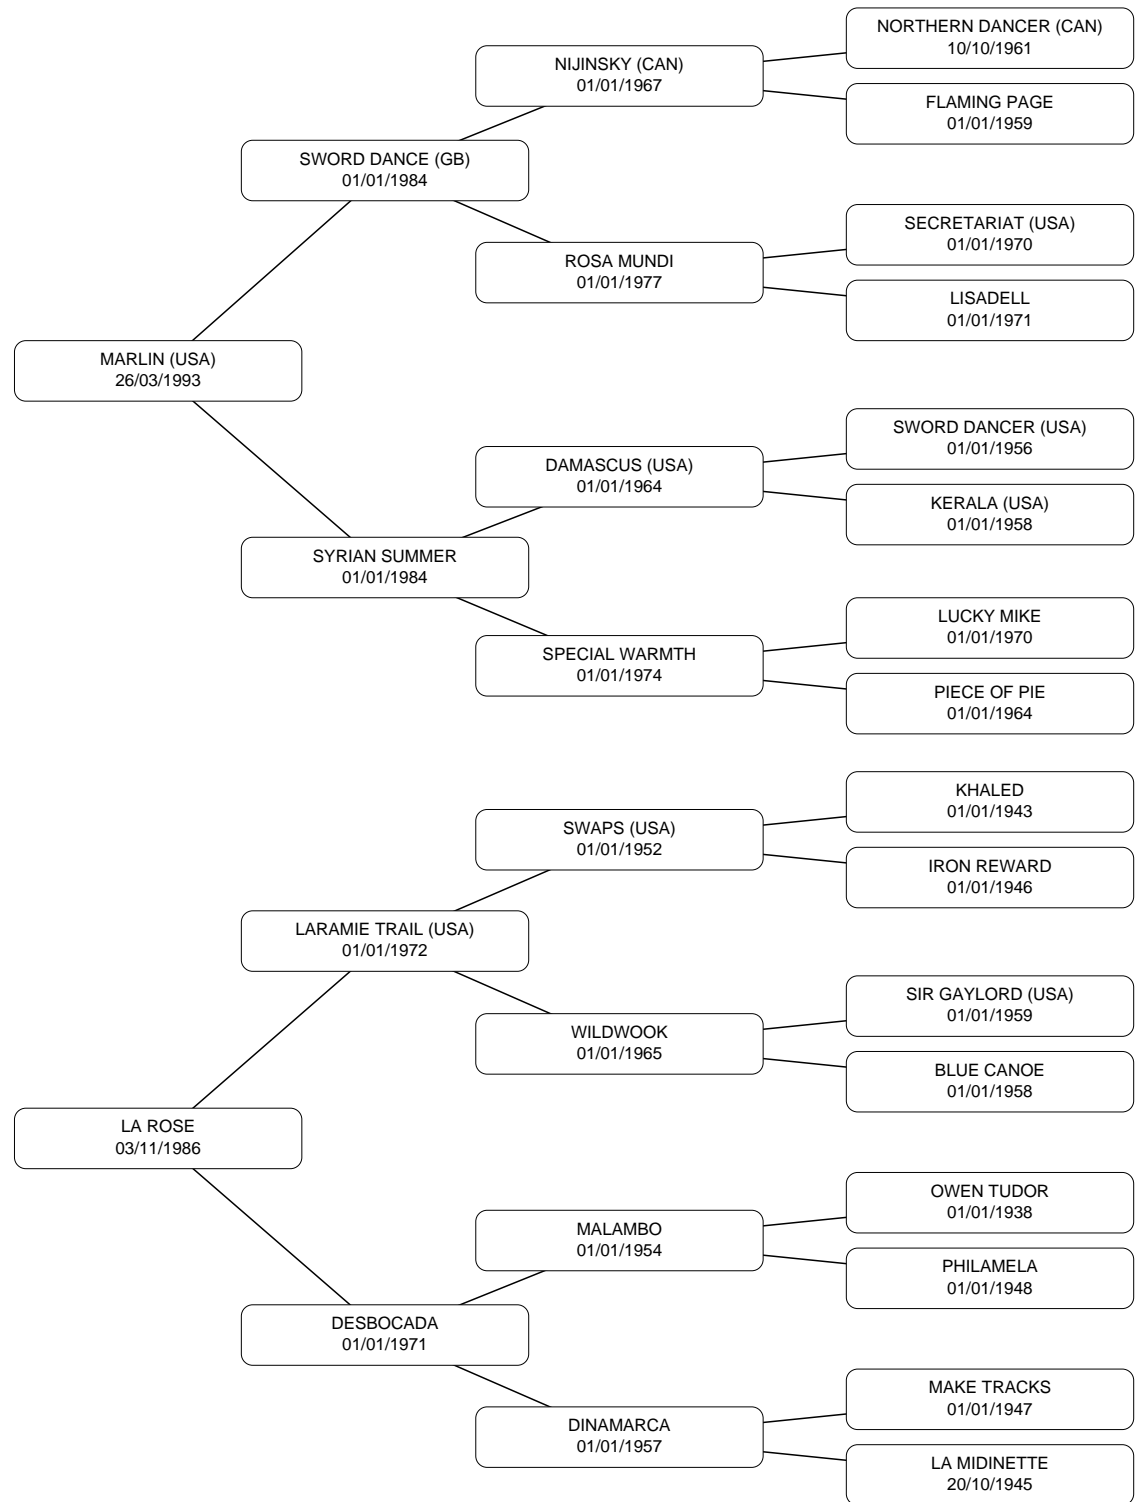 NORTHERN DANCER (CAN)
10/10/1961
NIJINSKY (CAN)
01/01/1967
FLAMING PAGE
01/01/1959
SWORD DANCE (GB)
01/01/1984
SECRETARIAT (USA)
01/01/1970
ROSA MUNDI
01/01/1977
LISADELL
01/01/1971
MARLIN (USA)
26/03/1993
SWORD DANCER (USA)
01/01/1956
DAMASCUS (USA)
01/01/1964
KERALA (USA)
01/01/1958
SYRIAN SUMMER
01/01/1984
LUCKY MIKE
01/01/1970
SPECIAL WARMTH
01/01/1974
PIECE OF PIE
01/01/1964
KHALED
01/01/1943
SWAPS (USA)
01/01/1952
IRON REWARD
01/01/1946
LARAMIE TRAIL (USA)
01/01/1972
SIR GAYLORD (USA)
01/01/1959
WILDWOOK
01/01/1965
BLUE CANOE
01/01/1958
LA ROSE
03/11/1986
OWEN TUDOR
01/01/1938
MALAMBO
01/01/1954
PHILAMELA
01/01/1948
DESBOCADA
01/01/1971
MAKE TRACKS
01/01/1947
DINAMARCA
01/01/1957
LA MIDINETTE
20/10/1945